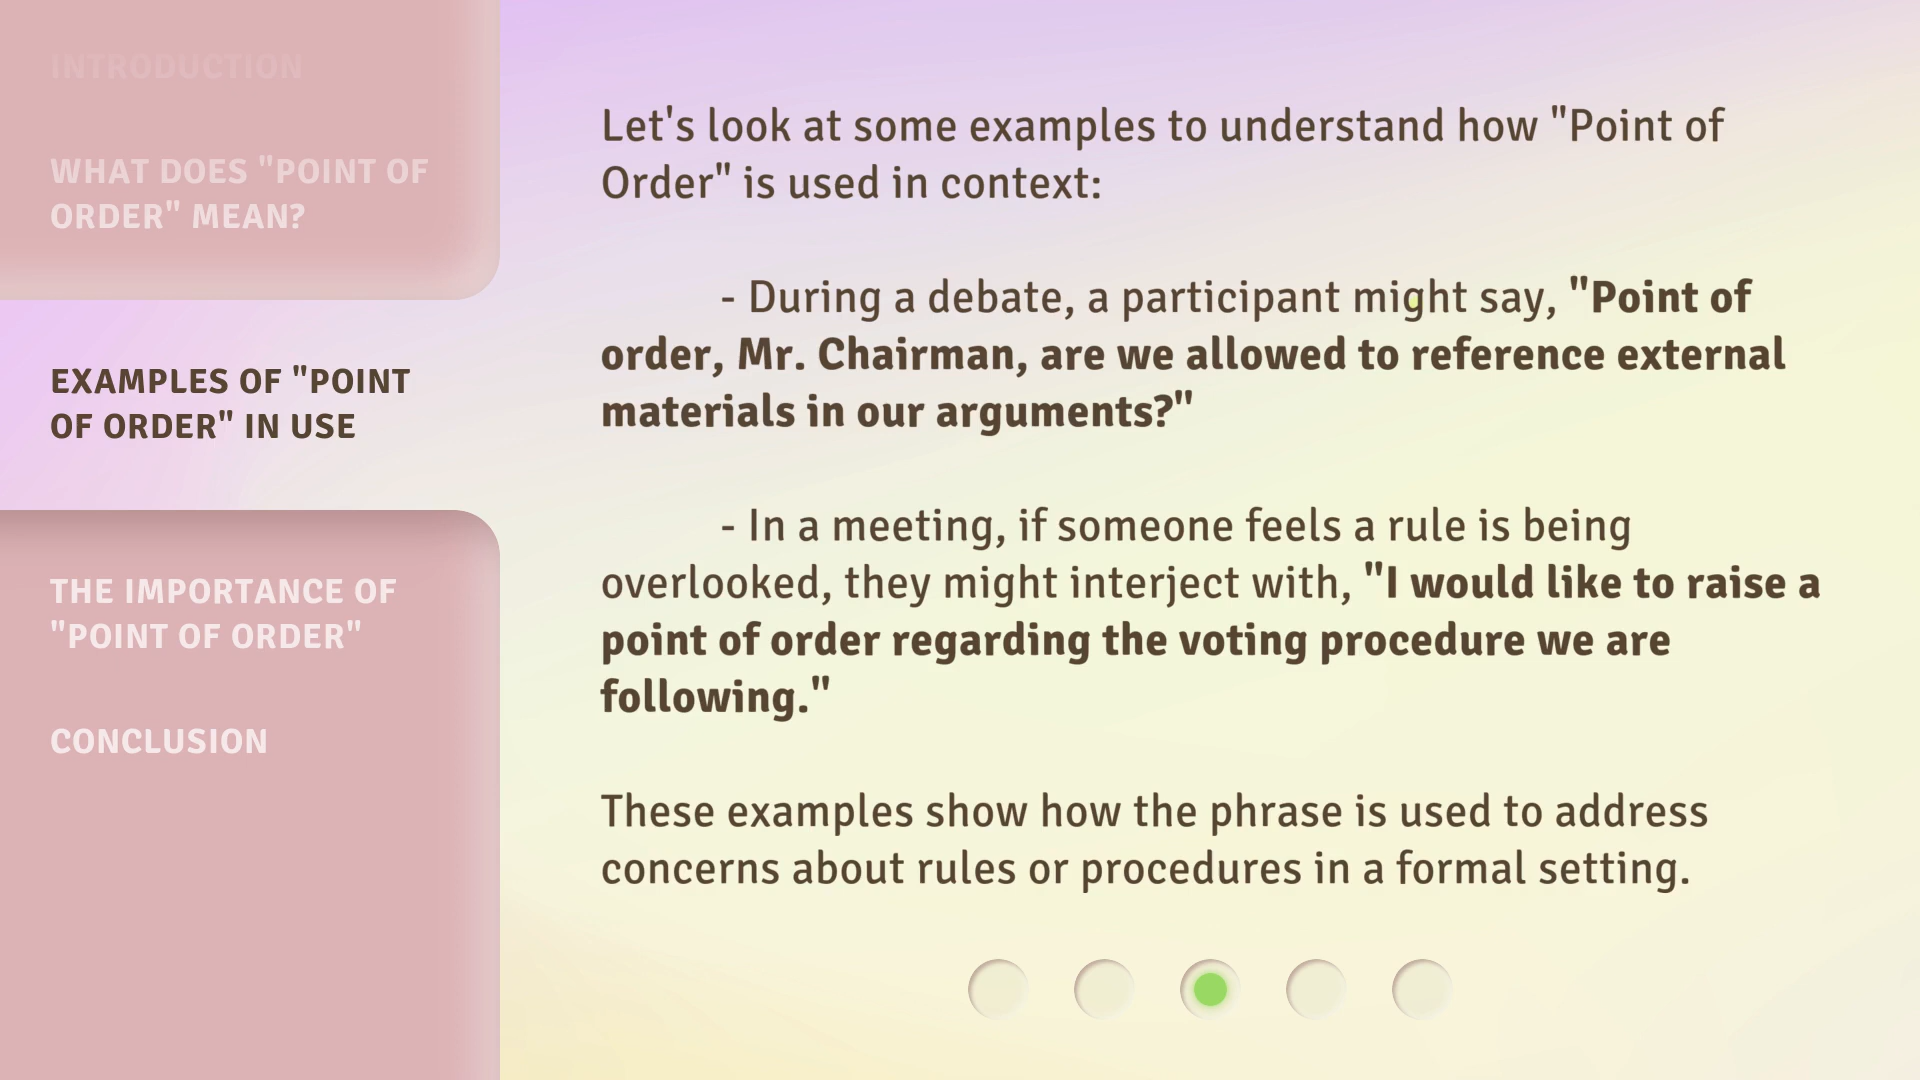 INTRODUCTION
WHAT DOES "POINT OF
ORDER" MEAN?
EXAMPLES OF "POINT
OF ORDER" IN USE
THE IMPORTANCE OF
"POINT OF ORDER"
CONCLUSION
Let's look at some examples to understand how "Point of
Order" is used in context:
- During a debate, a participant might say, "Point of
order, Mr. Chairman, are we allowed to reference external
materials in our arguments?"
- In a meeting, if someone feels a rule is being
overlooked, they might interject with, "I would like to raise a
point of order regarding the voting procedure we are
following."
These examples show how the phrase is used to address
concerns about rules or procedures in a formal setting.